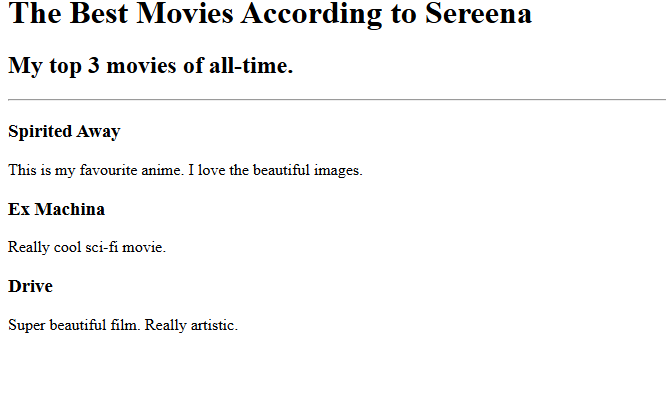 The Best Movies According to Sereena
My top 3 movies of all-time.
Spirited Away
This is my favourite anime. I love the beautiful images.
Ex Machina
Really cool sci-fi movie.
Drive
Super beautiful film. Really artistic.